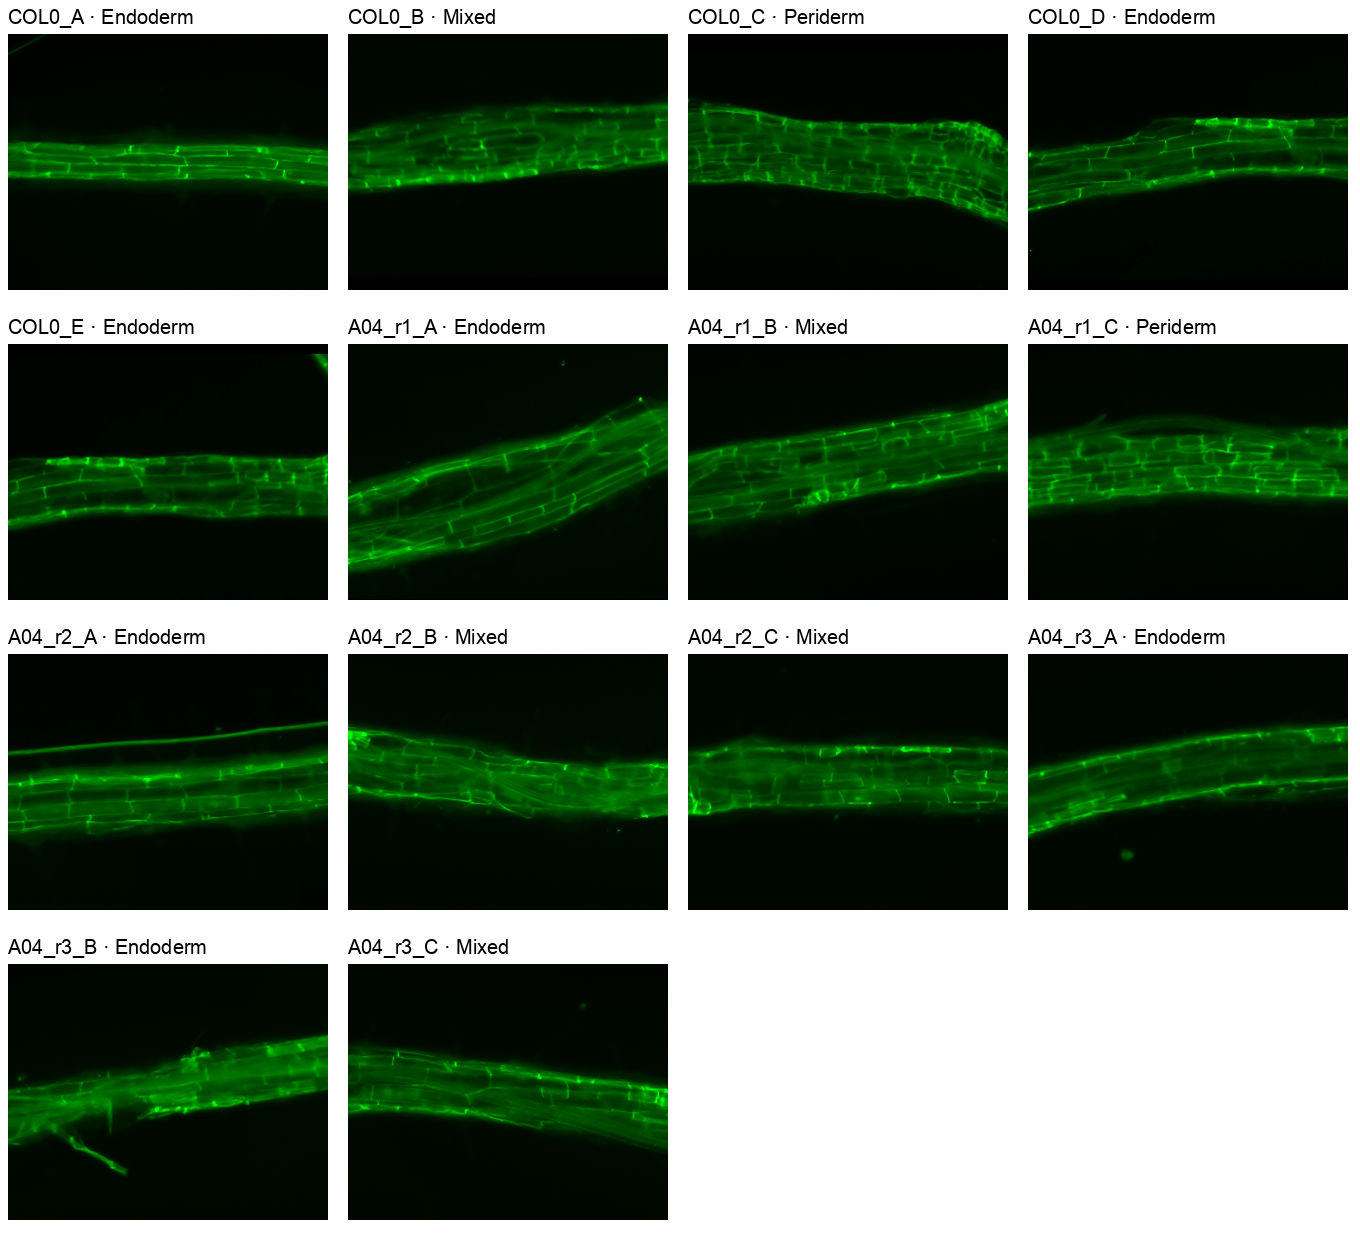 COL0_A · Endoderm
COL0_B · Mixed
COL0_C · Periderm
COL0_D · Endoderm
COL0_E · Endoderm
A04_r1_A · Endoderm
A04_r1_B · Mixed
A04_r1_C · Periderm
A04_r2_A · Endoderm
A04_r2_B · Mixed
A04_r2_C · Mixed
A04_r3_A · Endoderm
A04_r3_B · Endoderm
A04_r3_C · Mixed